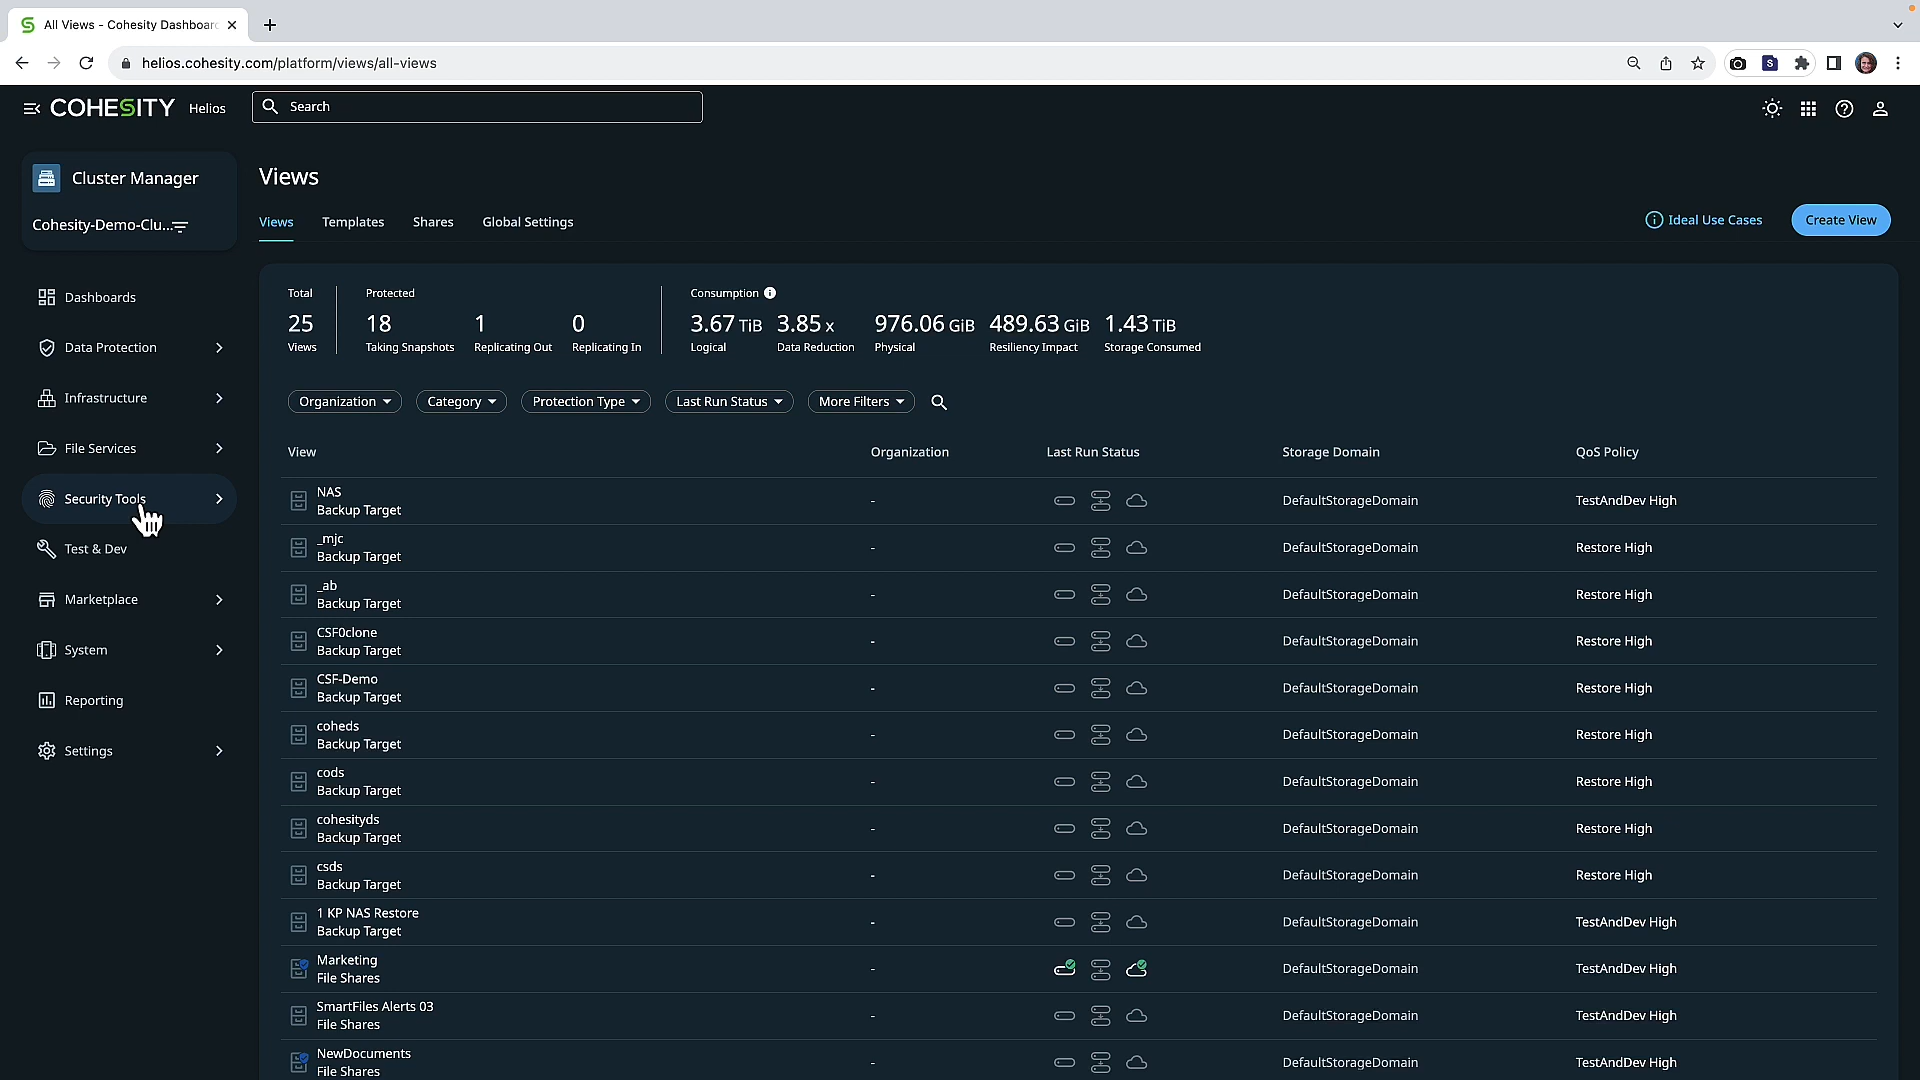 All Views - Cohesity Dashboar
helios.cohesity.com/platform/views/all-views
S
COHESITY Helios
Search
Cluster Manager
Cohesity-Demo-Clu...
Dashboards
Data Protection
Infrastructure
File Services
Security Tools
Test & Dev
Marketplace
System
Reporting
Settings
Views
Views Templates Shares Global Settings
Ideal Use Cases
Create View
Total Protected Consumption
25 18 1 0 3.67 TiB 3.85 x 976.06 GiB 489.63 GiB 1.43 TiB
Views Taking Snapshots Replicating Out Replicating In Logical Data Reduction Physical Resiliency Impact Storage Consumed
Organization Category Protection Type Last Run Status More Filters
View Organization Last Run Status Storage Domain QoS Policy
NAS
Backup Target - DefaultStorageDomain TestAndDev High
_mjc
Backup Target - DefaultStorageDomain Restore High
_ab
Backup Target - DefaultStorageDomain Restore High
CSF0clone
Backup Target - DefaultStorageDomain Restore High
CSF-Demo
Backup Target - DefaultStorageDomain Restore High
coheds
Backup Target - DefaultStorageDomain Restore High
cods
Backup Target - DefaultStorageDomain Restore High
cohesityds
Backup Target - DefaultStorageDomain Restore High
csds
Backup Target - DefaultStorageDomain Restore High
1 KP NAS Restore
Backup Target - DefaultStorageDomain TestAndDev High
Marketing
File Shares - DefaultStorageDomain TestAndDev High
SmartFiles Alerts 03
File Shares - DefaultStorageDomain TestAndDev High
NewDocuments
File Shares - DefaultStorageDomain TestAndDev High